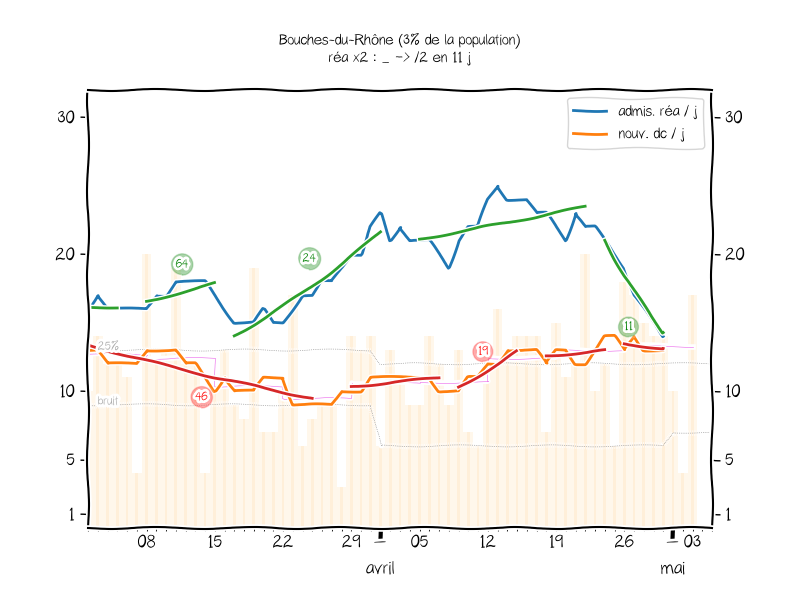 Bouches-du-Rhône (3% de la population)
réa x2 : _ -> /2 en 11 j
admis. réa / j
nouv. dc / j
30
30
20
20
10
10
5
5
1
1
64
24
11
19
46
25%
bruit
08 15 22 29 05 12 19 26 03
avril mai